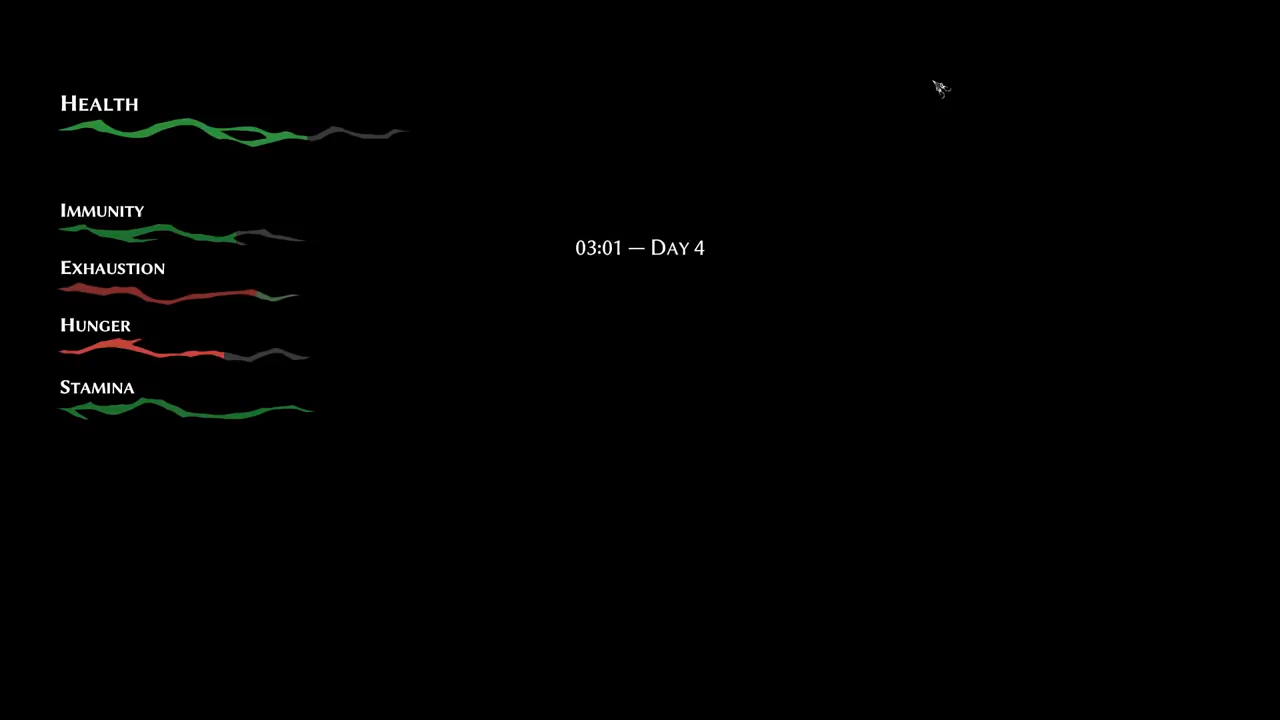 Health
Immunity
Exhaustion
Hunger
Stamina
03:01 — Day 4